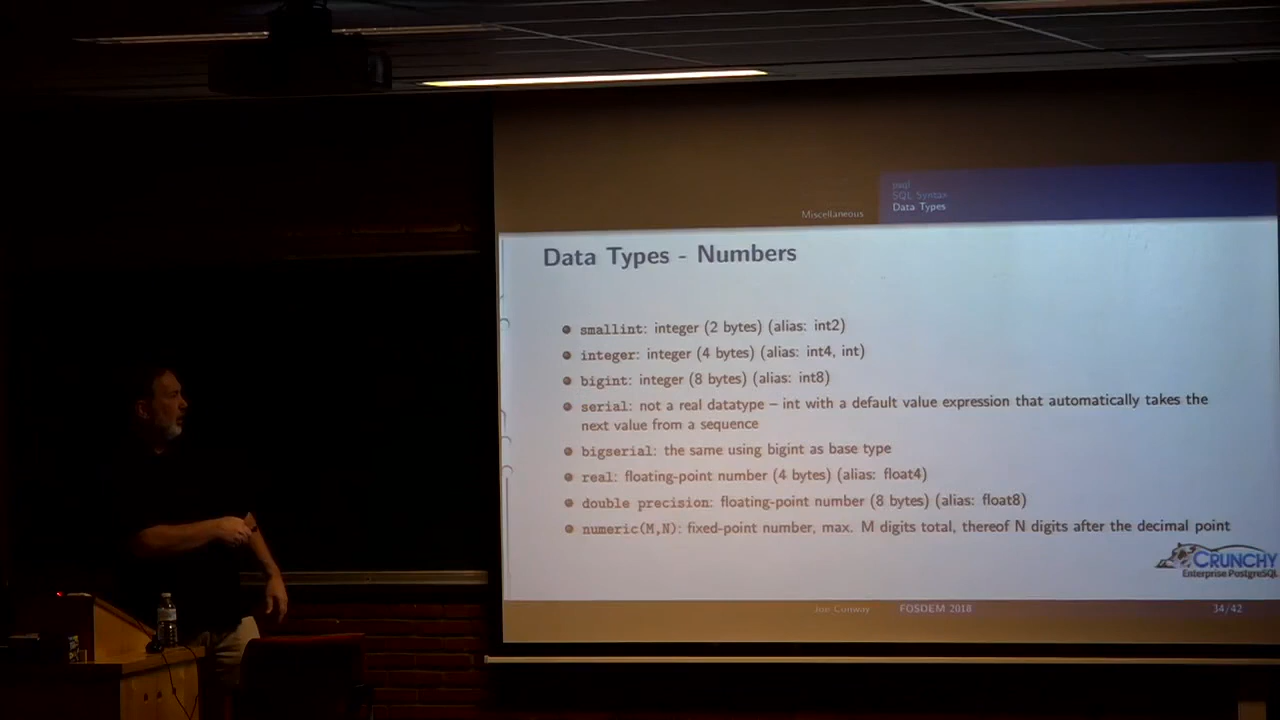 psql
SQL Syntax
Miscellaneous
Data Types
Data Types - Numbers
smallint: integer (2 bytes) (alias: int2)
integer: integer (4 bytes) (alias: int4, int)
bigint: integer (8 bytes) (alias: int8)
serial: not a real datatype – int with a default value expression that automatically takes the
next value from a sequence
bigserial: the same using bigint as base type
real: floating-point number (4 bytes) (alias: float4)
double precision: floating-point number (8 bytes) (alias: float8)
numeric(M,N): fixed-point number, max. M digits total, thereof N digits after the decimal point
CRUNCHY
Enterprise PostgreSQL
Joe Conway
FOSDEM 2018
34/42